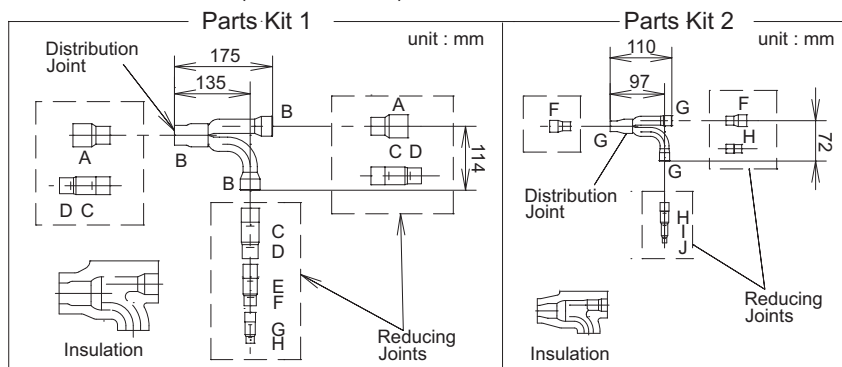 Parts Kit 1
unit : mm
Distribution
Joint
175
135
B
A
A
B
C D
114
B
D C
C
D
E
F
G
H
Insulation
Reducing
Joints
Parts Kit 2
unit : mm
110
97
F
G
F
G
H
72
G
Distribution
Joint
H
I
J
Reducing
Joints
Insulation